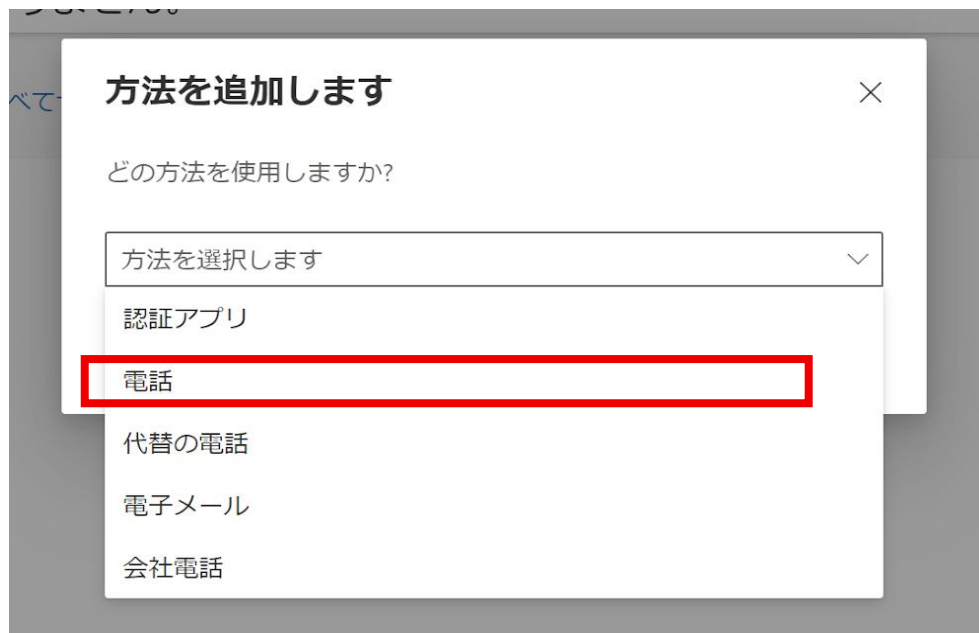 べて
方法を追加します
どの方法を使用しますか?
方法を選択します
認証アプリ
電話
代替の電話
電子メール
会社電話